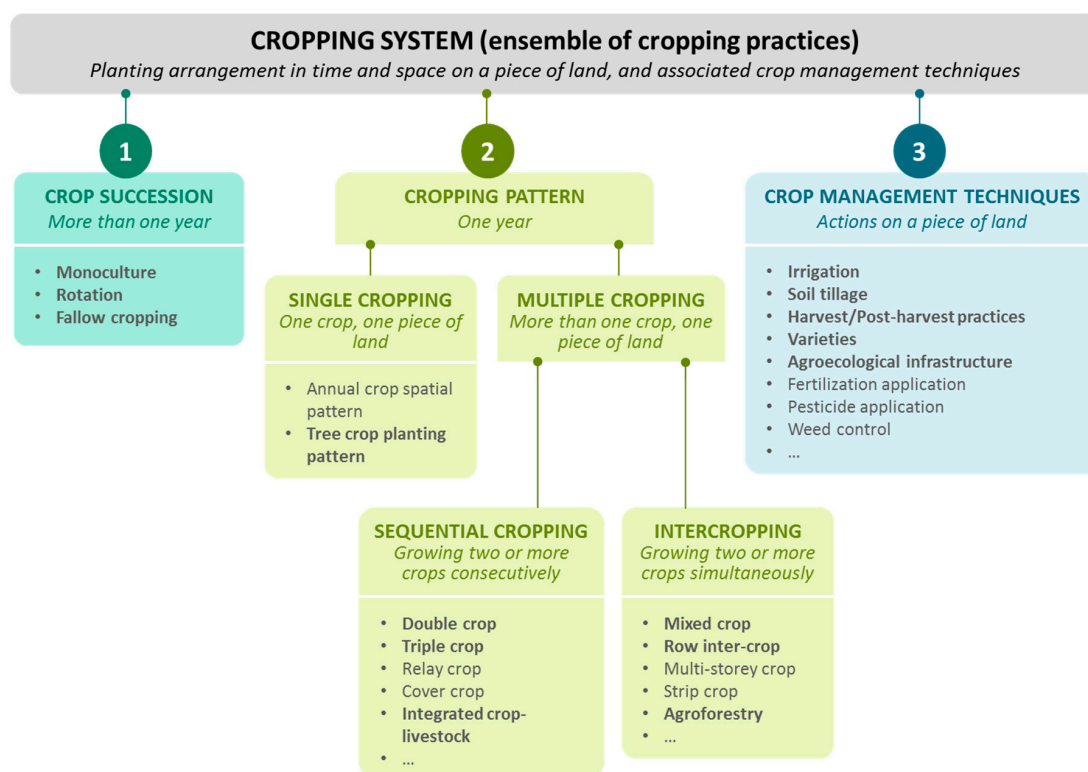 CROPPING SYSTEM (ensemble of cropping practices)
Planting arrangement in time and space on a piece of land, and associated crop management techniques
1
CROP SUCCESSION
More than one year
• Monoculture
• Rotation
• Fallow cropping
2
CROPPING PATTERN
One year
SINGLE CROPPING
One crop, one piece of
land
• Annual crop spatial
pattern
• Tree crop planting
pattern
MULTIPLE CROPPING
More than one crop, one
piece of land
SEQUENTIAL CROPPING
Growing two or more
crops consecutively
• Double crop
• Triple crop
• Relay crop
• Cover crop
• Integrated crop-
livestock
• ...
INTERCROPPING
Growing two or more
crops simultaneously
• Mixed crop
• Row inter-crop
• Multi-storey crop
• Strip crop
• Agroforestry
• ...
3
CROP MANAGEMENT TECHNIQUES
Actions on a piece of land
• Irrigation
• Soil tillage
• Harvest/Post-harvest practices
• Varieties
• Agroecological infrastructure
• Fertilization application
• Pesticide application
• Weed control
• ...